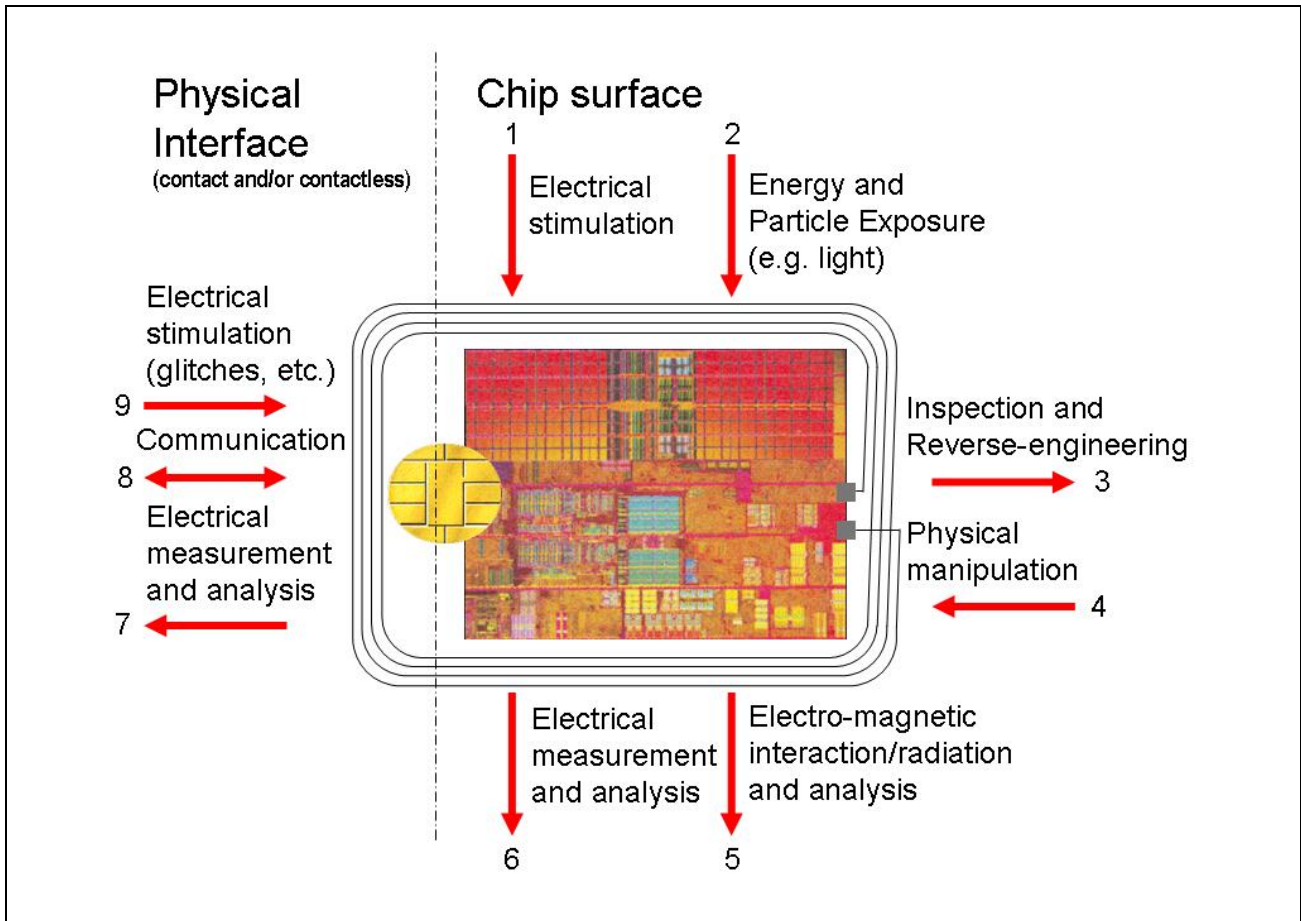 Physical
Interface
(contact and/or contactless)
Chip surface
1
2
Electrical
stimulation
Energy and
Particle Exposure
(e.g. light)
Electrical
stimulation
(glitches, etc.)
9
Communication
8
Electrical
measurement
and analysis
7
Inspection and
Reverse-engineering
3
Physical
manipulation
4
Electrical
measurement
and analysis
6
Electro-magnetic
interaction/radiation
and analysis
5